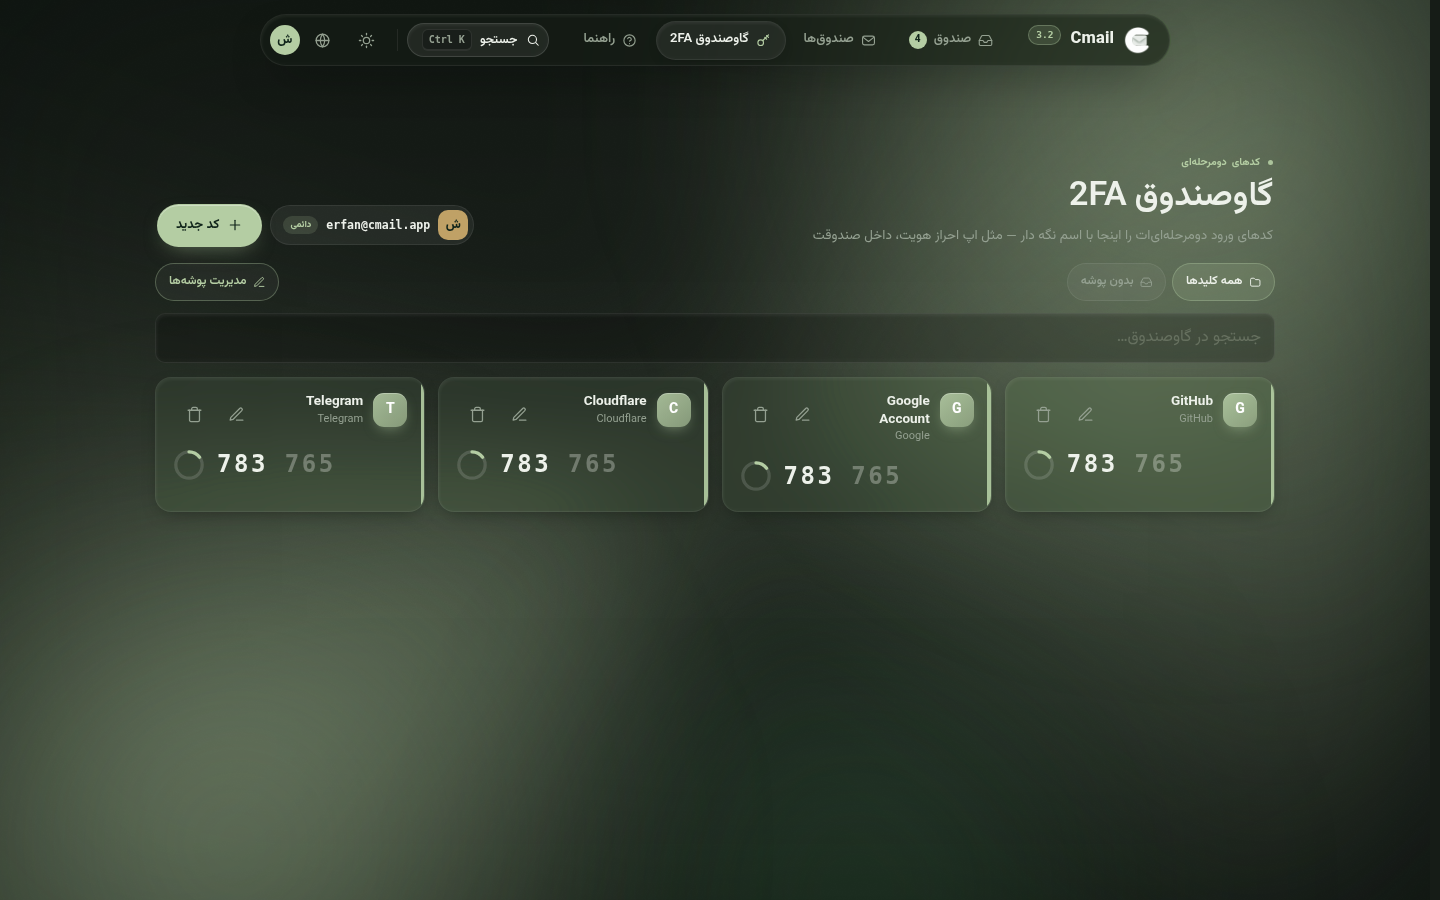 Cmail 3.2 صندوق 4 صندوق‌ها گاوصندوق 2FA راهنما جستجو Ctrl K ش
کدهای دومرحله‌ای
گاوصندوق 2FA
کدهای ورود دومرحله‌ای‌ات را اینجا با اسم نگه دار — مثل اپ احراز هویت، داخل صندوقت
ش erfan@cmail.app دائمی
کد جدید
همه کلیدها بدون پوشه مدیریت پوشه‌ها
جستجو در گاوصندوق…
G GitHub
GitHub
783 765
G Google
Account
Google
783 765
C Cloudflare
Cloudflare
783 765
T Telegram
Telegram
783 765